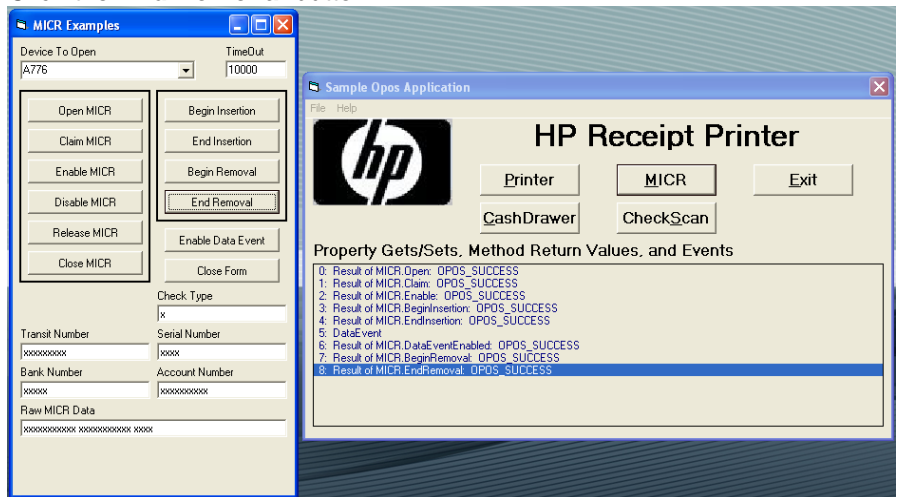 MICR Examples
Device To Open TimeOut
A776 10000
Open MICR Begin Insertion
Claim MICR End Insertion
Enable MICR Begin Removal
Disable MICR End Removal
Release MICR Enable Data Event
Close MICR Close Form
Check Type
x
Transit Number Serial Number
xxxxxxxxx xxxx
Bank Number Account Number
xxxxx xxxxxxxxxx
Raw MICR Data
xxxxxxxxxxx xxxxxxxxxxx xxxx
Sample Opos Application
File Help
hp
HP Receipt Printer
Printer MICR Exit
CashDrawer CheckScan
Property Gets/Sets, Method Return Values, and Events
0: Result of MICR.Open: OPOS_SUCCESS
1: Result of MICR.Claim: OPOS_SUCCESS
2: Result of MICR.Enable: OPOS_SUCCESS
3: Result of MICR.BeginInsertion: OPOS_SUCCESS
4: Result of MICR.EndInsertion: OPOS_SUCCESS
5: DataEvent
6: Result of MICR.DataEventEnabled: OPOS_SUCCESS
7: Result of MICR.BeginRemoval: OPOS_SUCCESS
8: Result of MICR.EndRemoval: OPOS_SUCCESS